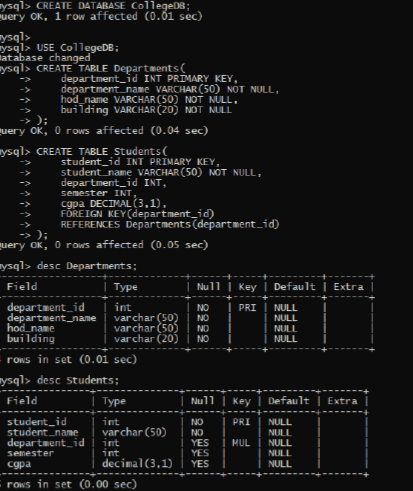 mysql> CREATE DATABASE CollegeDB;
Query OK, 1 row affected (0.01 sec)
mysql>
mysql> USE CollegeDB;
Database changed
mysql> CREATE TABLE Departments(
    -> department_id INT PRIMARY KEY,
    -> department_name VARCHAR(50) NOT NULL,
    -> hod_name VARCHAR(50) NOT NULL,
    -> building VARCHAR(20) NOT NULL
    -> );
Query OK, 0 rows affected (0.04 sec)
mysql> CREATE TABLE Students(
    -> student_id INT PRIMARY KEY,
    -> student_name VARCHAR(50) NOT NULL,
    -> department_id INT,
    -> semester INT,
    -> cgpa DECIMAL(3,1),
    -> FOREIGN KEY(department_id)
    -> REFERENCES Departments(department_id)
    -> );
Query OK, 0 rows affected (0.05 sec)
mysql> desc Departments;
| Field | Type | Null | Key | Default | Extra |
| department_id | int | NO | PRI | NULL | |
| department_name | varchar(50) | NO | | NULL | |
| hod_name | varchar(50) | NO | | NULL | |
| building | varchar(20) | NO | | NULL | |
rows in set (0.01 sec)
mysql> desc Students;
| Field | Type | Null | Key | Default | Extra |
| student_id | int | NO | PRI | NULL | |
| student_name | varchar(50) | NO | | NULL | |
| department_id | int | YES | MUL | NULL | |
| semester | int | YES | | NULL | |
| cgpa | decimal(3,1) | YES | | NULL | |
rows in set (0.00 sec)